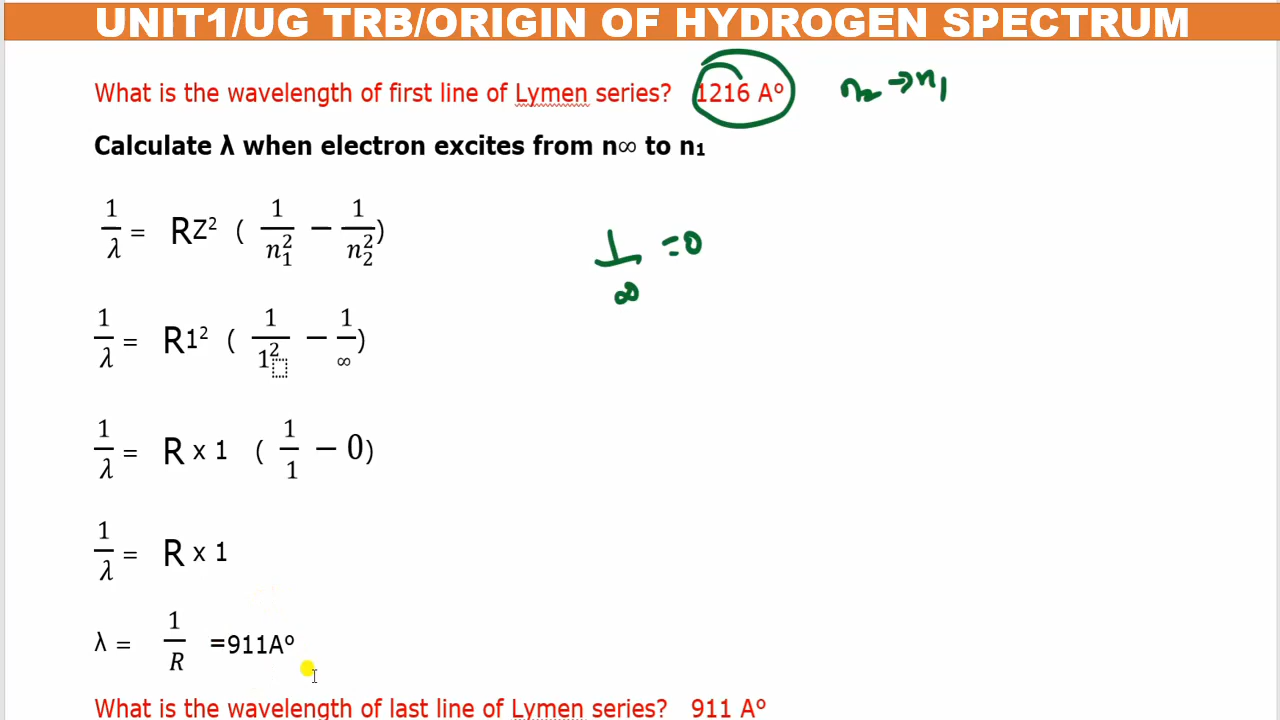 UNIT1/UG TRB/ORIGIN OF HYDROGEN SPECTRUM
What is the wavelength of first line of Lymen series? 1216 Aº n₂ → n₁
Calculate λ when electron excites from n∞ to n₁
1/λ = RZ² ( 1/n₁² − 1/n₂² )
1/∞ = 0
1/λ = R1² ( 1/1² − 1/∞ )
1/λ = R x 1 ( 1/1 − 0 )
1/λ = R x 1
λ = 1/R =911Aº
What is the wavelength of last line of Lymen series? 911 Aº